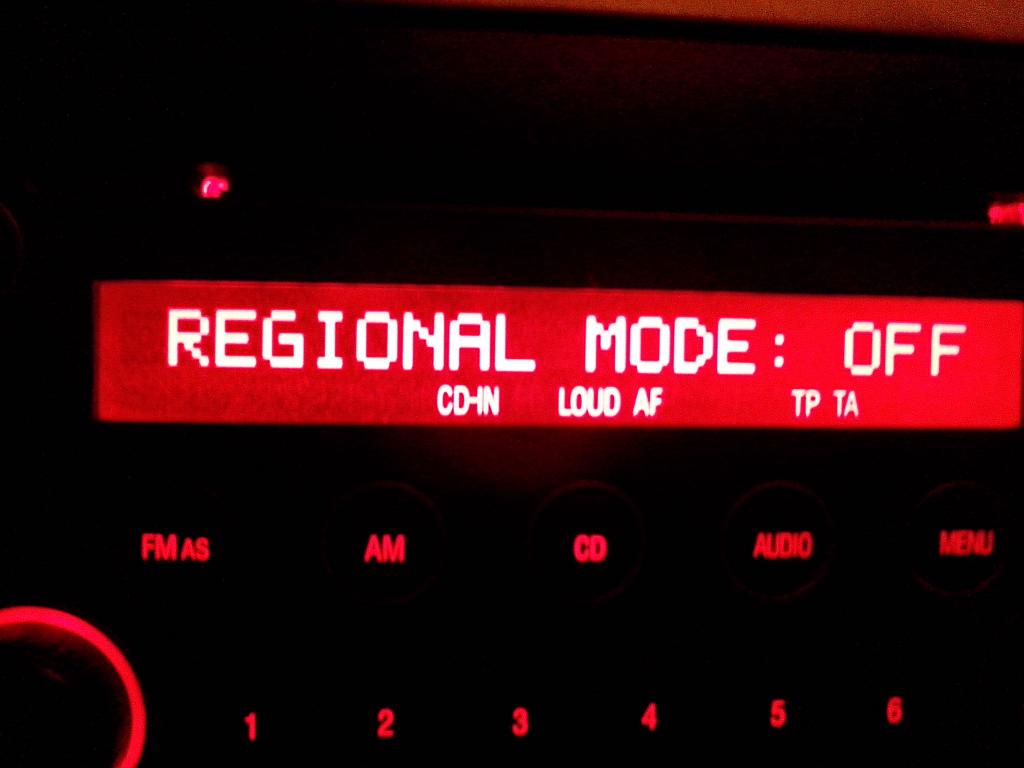 REGIONAL MODE: OFF
CD-IN LOUD AF TP TA
FM AS AM CD AUDIO MENU
1 2 3 4 5 6